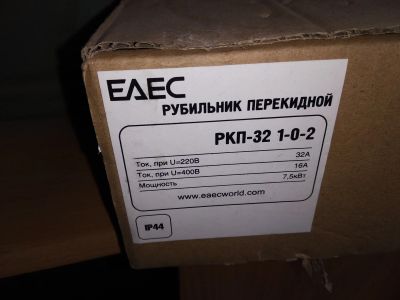 EAEC
РУБИЛЬНИК ПЕРЕКИДНОЙ
РКП-32 1-0-2
Ток, при U=220В 32А
Ток, при U=400В 16А
Мощность 7,5кВт
www.eaecworld.com
IP44